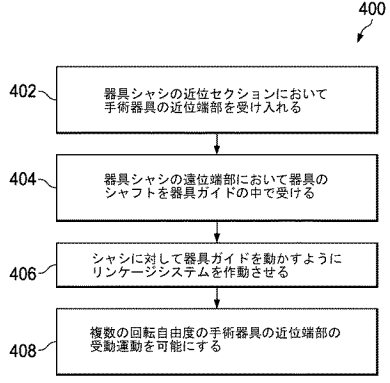 400
402
器具シャシの近位セクションにおいて
手術器具の近位端部を受け入れる
404
器具シャシの遠位端部において器具の
シャフトを器具ガイドの中で受ける
406
シャシに対して器具ガイドを動かすように
リンケージシステムを作動させる
408
複数の回転自由度の手術器具の近位端部の
受動運動を可能にする